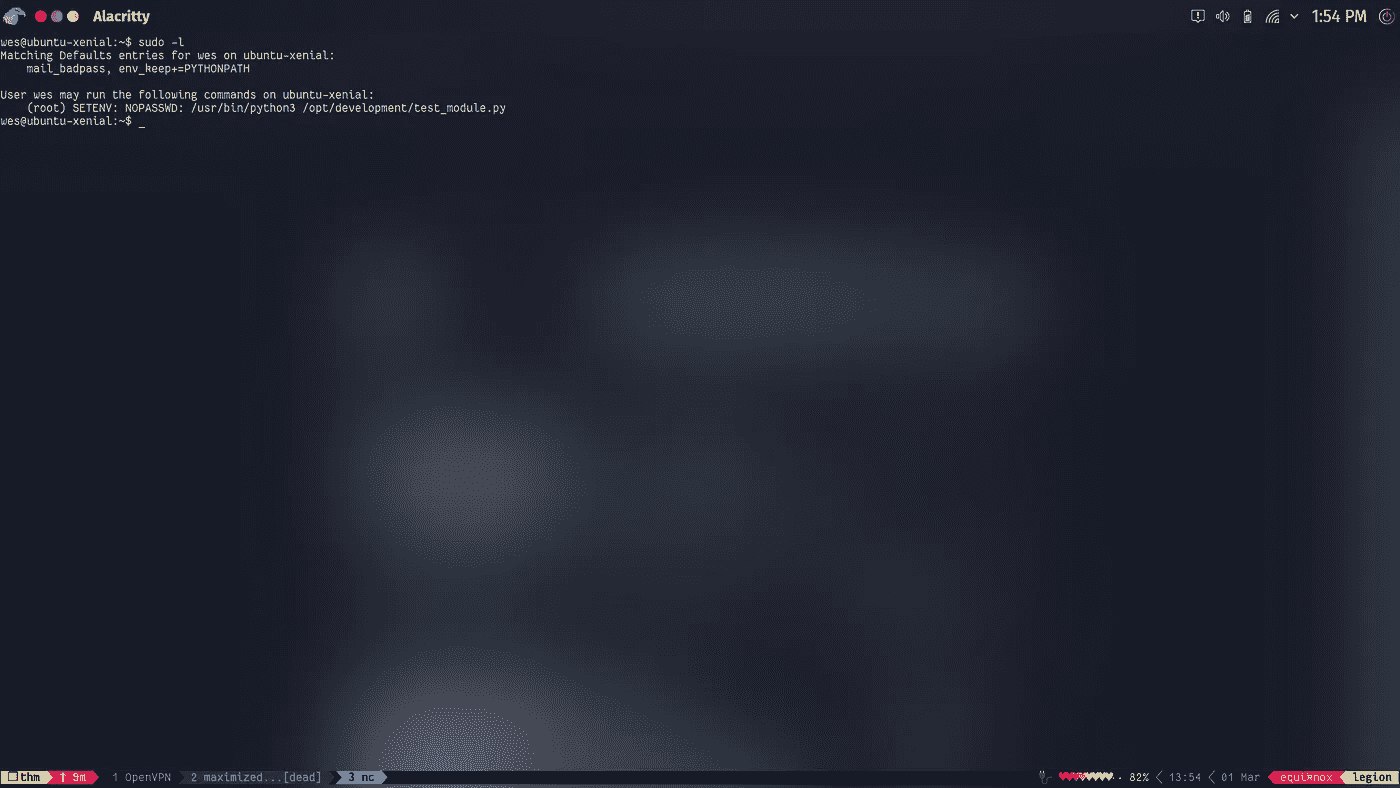 Alacritty
1:54 PM
wes@ubuntu-xenial:~$ sudo -l
Matching Defaults entries for wes on ubuntu-xenial:
mail_badpass, env_keep+=PYTHONPATH
User wes may run the following commands on ubuntu-xenial:
(root) SETENV: NOPASSWD: /usr/bin/python3 /opt/development/test_module.py
wes@ubuntu-xenial:~$ _
thm ↑ 9m 1 OpenVPN 2 maximized...[dead] 3 nc
82% 13:54 01 Mar equinox legion